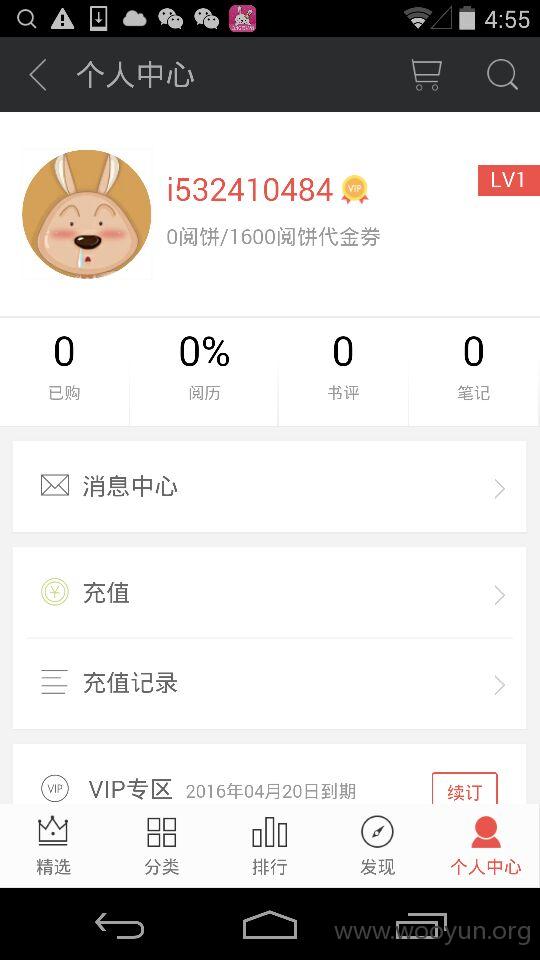 4:55
个人中心
i532410484 VIP
LV1
0阅饼/1600阅饼代金券
0 0% 0 0
已购 阅历 书评 笔记
消息中心
充值
充值记录
VIP VIP专区 2016年04月20日到期 续订
精选 分类 排行 发现 个人中心
www.wooyun.org